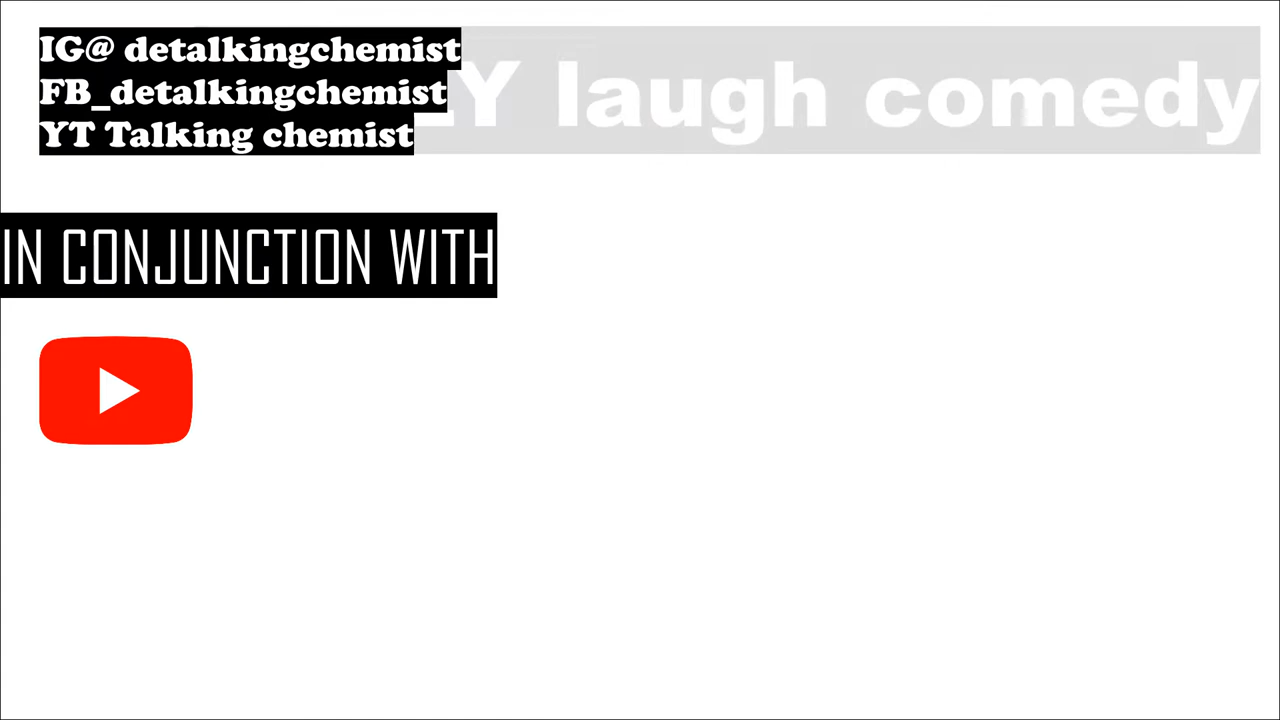 IG@ detalkingchemist
FB_detalkingchemist
YT Talking chemist
laugh comedy
IN CONJUNCTION WITH